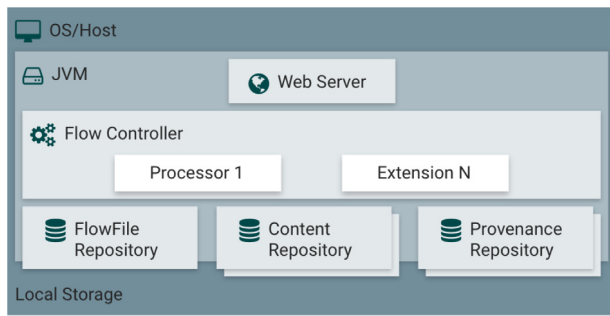 OS/Host
JVM
Web Server
Flow Controller
Processor 1
Extension N
FlowFile
Repository
Content
Repository
Provenance
Repository
Local Storage